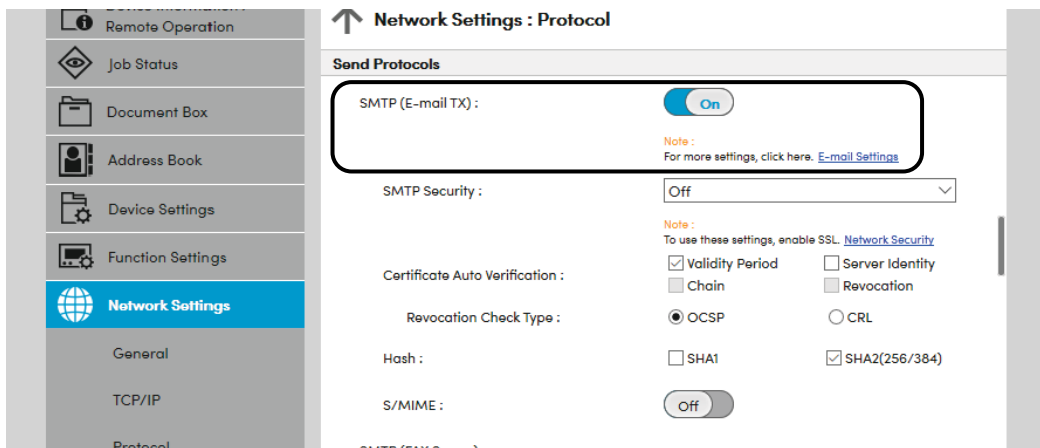 Remote Operation
Job Status
Document Box
Address Book
Device Settings
Function Settings
Network Settings
General
TCP/IP
Protocol
Network Settings : Protocol
Send Protocols
SMTP (E-mail TX) :
On
Note :
For more settings, click here. E-mail Settings
SMTP Security :
Off
Note :
To use these settings, enable SSL. Network Security
Certificate Auto Verification :
Validity Period
Server Identity
Chain
Revocation
Revocation Check Type :
OCSP
CRL
Hash :
SHA1
SHA2(256/384)
S/MIME :
Off